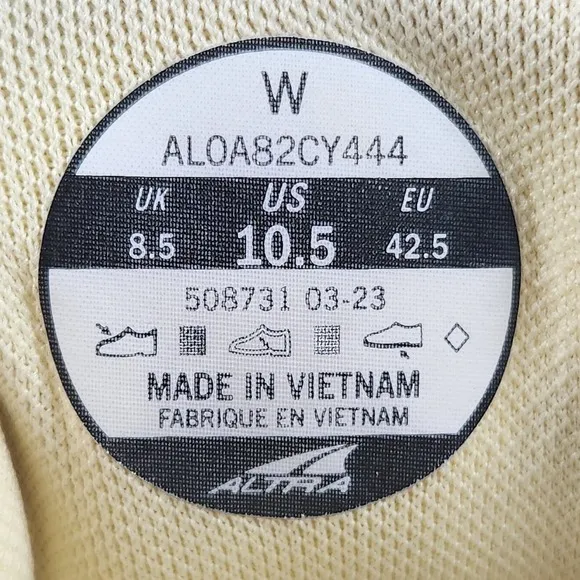 W
AL0A82CY444
UK US EU
8.5 10.5 42.5
508731 03-23
MADE IN VIETNAM
FABRIQUE EN VIETNAM
ALTRA